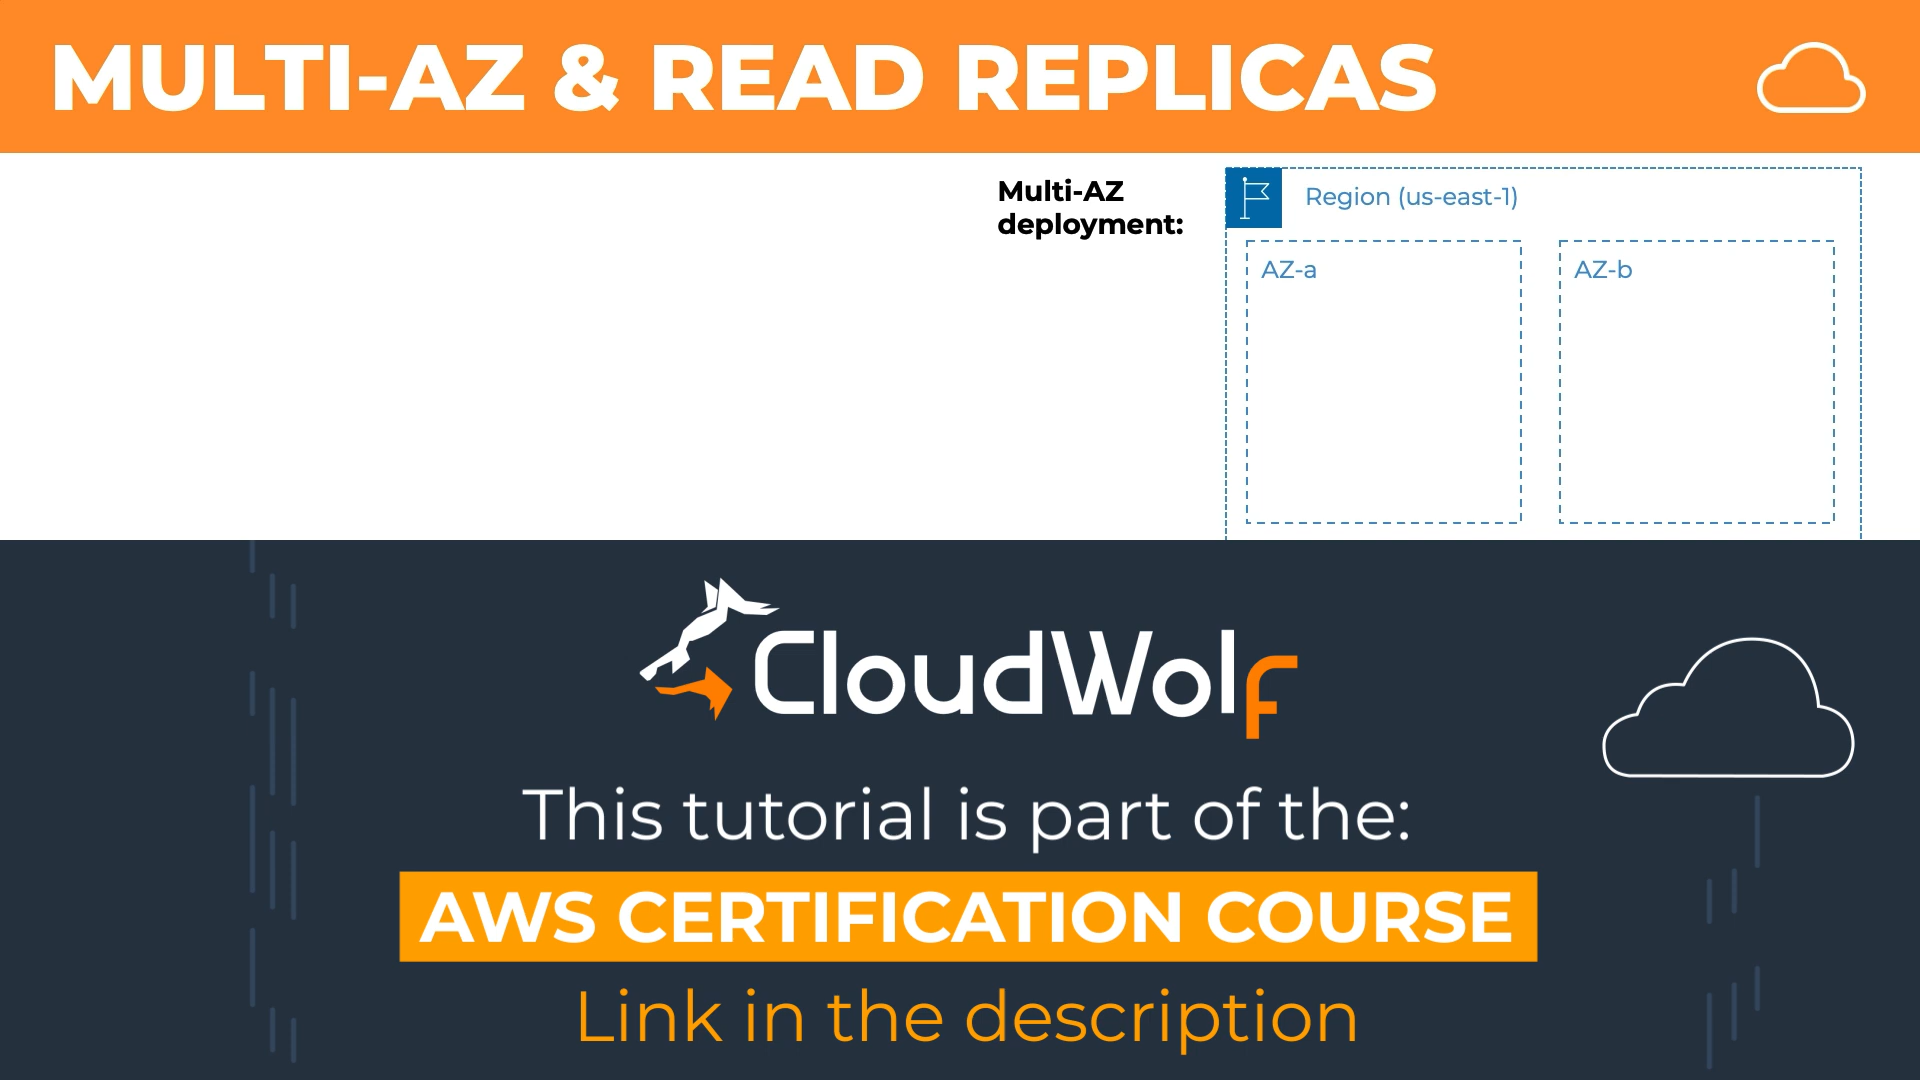 MULTI-AZ & READ REPLICAS
Multi-AZ
deployment:
Region (us-east-1)
AZ-a
AZ-b
CloudWolf
This tutorial is part of the:
AWS CERTIFICATION COURSE
Link in the description